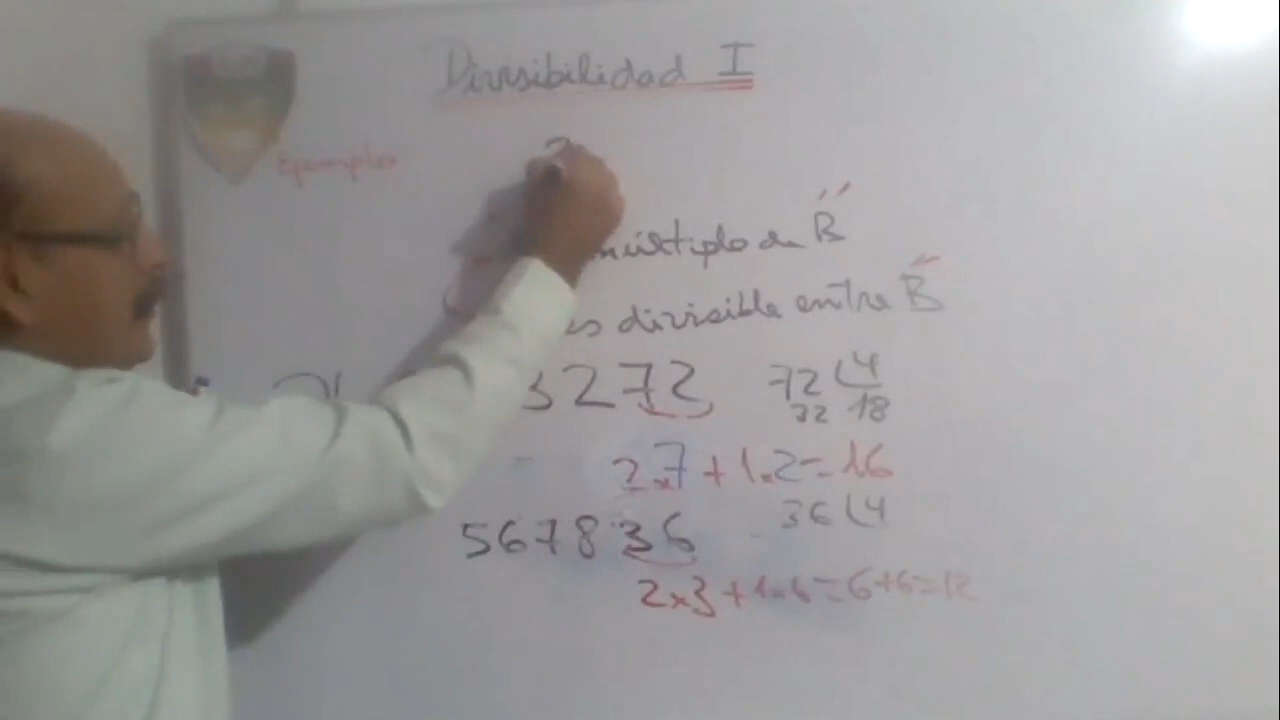 Divisibilidad I
Ejemplos
múltiplo de B
es divisible entre B
3272 72 4
32 18
2x7+1x2=16
36 4
567836
2x3+1x6=6+6=12